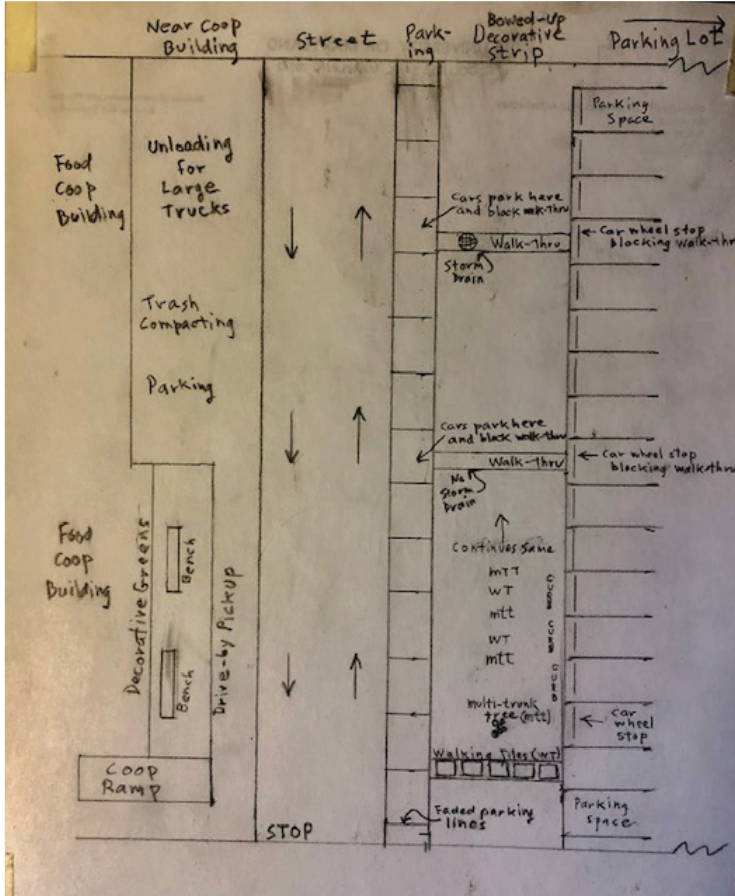 Near Coop
Building
Street
Park-
ing
Bowed-Up
Decorative
Strip
Parking Lot
Parking
Space
Food
Coop
Building
Unloading
for
Large
Trucks
Cars park here
and block walk-thru
Walk-Thru
Storm
Drain
Car wheel stop
blocking walk-thru
Trash
Compacting
Parking
Cars park here
and block walk-thru
Walk-Thru
No
Storm
Drain
Car wheel stop
blocking walk-thru
Food
Coop
Building
Decorative Greens
Bench
Bench
Drive-by Pickup
Continues Same
mTT
WT
mtt
WT
mtt
CURB
CURB
CURB
multi-trunk
tree (mtt)
Car
wheel
stop
Walking Tiles (WT)
Coop
Ramp
STOP
Faded parking
lines
Parking
space